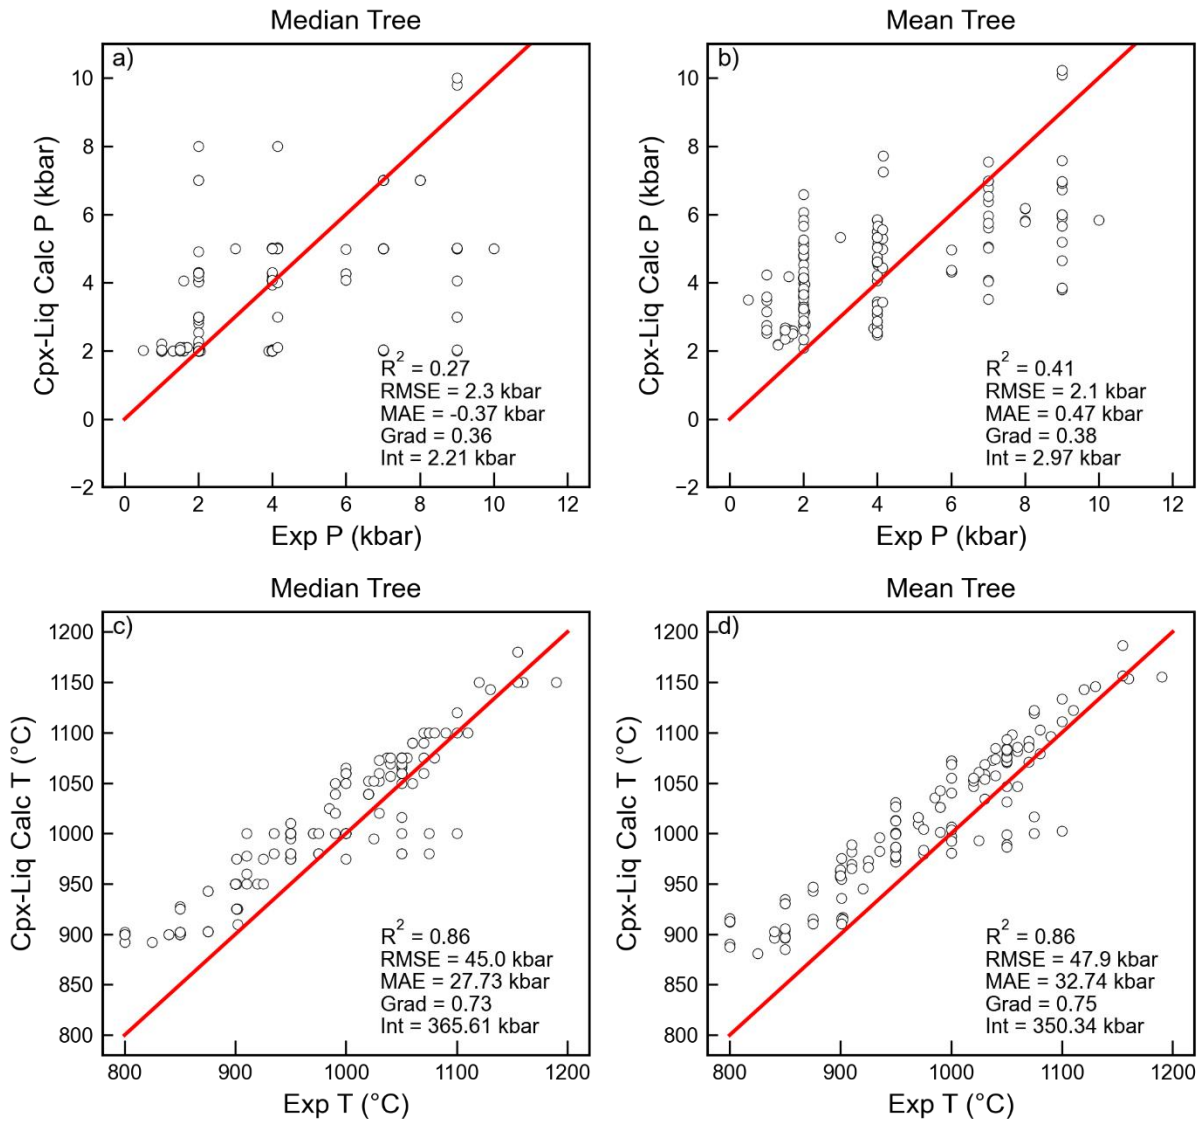 Median Tree
a)
10
8
6
4
2
0
−2
Cpx-Liq Calc P (kbar)
R² = 0.27
RMSE = 2.3 kbar
MAE = -0.37 kbar
Grad = 0.36
Int = 2.21 kbar
0 2 4 6 8 10 12
Exp P (kbar)
Mean Tree
b)
10
8
6
4
2
0
−2
Cpx-Liq Calc P (kbar)
R² = 0.41
RMSE = 2.1 kbar
MAE = 0.47 kbar
Grad = 0.38
Int = 2.97 kbar
0 2 4 6 8 10 12
Exp P (kbar)
Median Tree
c)
1200
1150
1100
1050
1000
950
900
850
800
Cpx-Liq Calc T (°C)
R² = 0.86
RMSE = 45.0 kbar
MAE = 27.73 kbar
Grad = 0.73
Int = 365.61 kbar
800 900 1000 1100 1200
Exp T (°C)
Mean Tree
d)
1200
1150
1100
1050
1000
950
900
850
800
Cpx-Liq Calc T (°C)
R² = 0.86
RMSE = 47.9 kbar
MAE = 32.74 kbar
Grad = 0.75
Int = 350.34 kbar
800 900 1000 1100 1200
Exp T (°C)